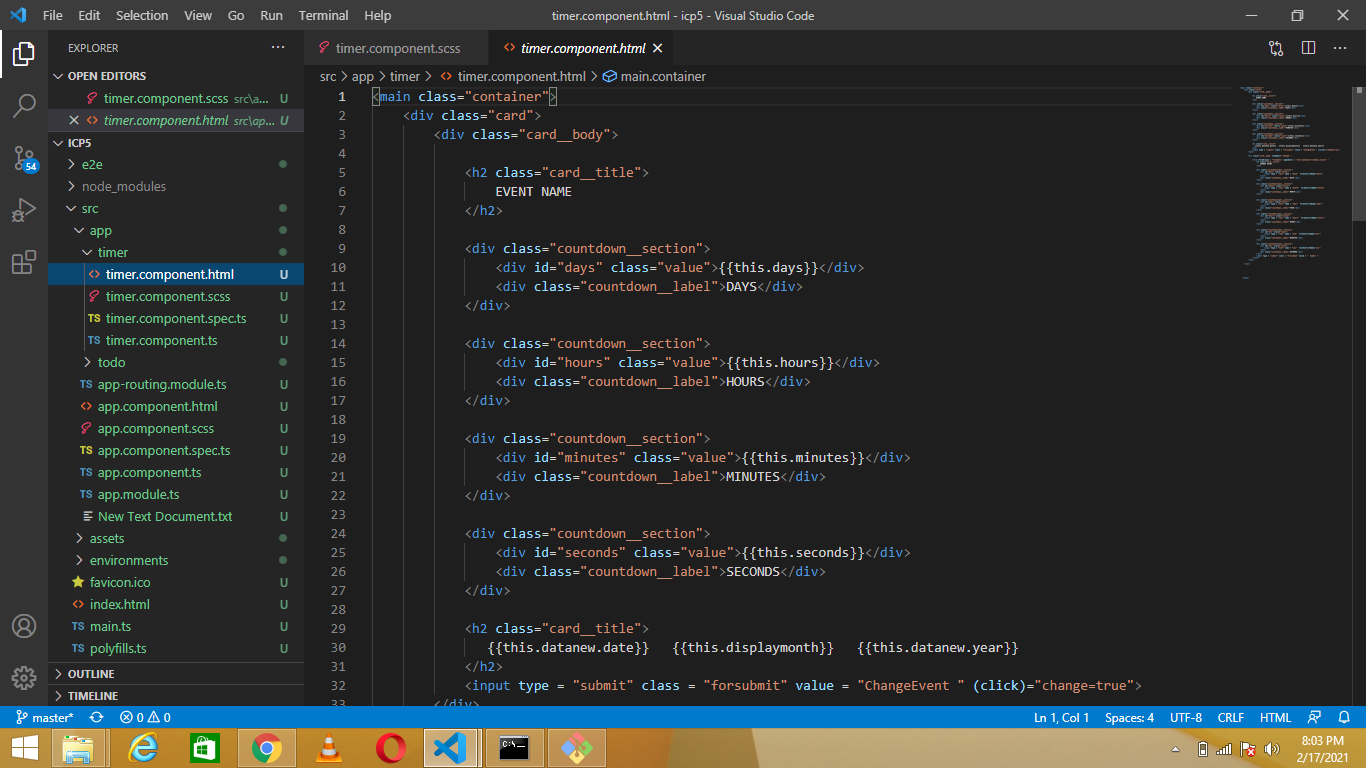 File Edit Selection View Go Run Terminal Help timer.component.html - icp5 - Visual Studio Code
EXPLORER
timer.component.scss
timer.component.html
OPEN EDITORS
src > app > timer > timer.component.html > main.container
timer.component.scss src\a... U
timer.component.html src\ap... U
ICP5
e2e
node_modules
src
app
timer
timer.component.html U
timer.component.scss U
TS timer.component.spec.ts U
TS timer.component.ts U
todo
TS app-routing.module.ts U
app.component.html U
app.component.scss U
TS app.component.spec.ts U
TS app.component.ts U
TS app.module.ts U
New Text Document.txt U
assets
environments
favicon.ico U
index.html U
TS main.ts U
TS polyfills.ts U
OUTLINE
TIMELINE
54
1 <main class="container">
2 <div class="card">
3 <div class="card__body">
4
5 <h2 class="card__title">
6 EVENT NAME
7 </h2>
8
9 <div class="countdown__section">
10 <div id="days" class="value">{{this.days}}</div>
11 <div class="countdown__label">DAYS</div>
12 </div>
13
14 <div class="countdown__section">
15 <div id="hours" class="value">{{this.hours}}</div>
16 <div class="countdown__label">HOURS</div>
17 </div>
18
19 <div class="countdown__section">
20 <div id="minutes" class="value">{{this.minutes}}</div>
21 <div class="countdown__label">MINUTES</div>
22 </div>
23
24 <div class="countdown__section">
25 <div id="seconds" class="value">{{this.seconds}}</div>
26 <div class="countdown__label">SECONDS</div>
27 </div>
28
29 <h2 class="card__title">
30 {{this.datanew.date}} {{this.displaymonth}} {{this.datanew.year}}
31 </h2>
32 <input type = "submit" class = "forsubmit" value = "ChangeEvent " (click)="change=true">
33 </div>
master* 0 0 Ln 1, Col 1 Spaces: 4 UTF-8 CRLF HTML
8:03 PM
2/17/2021